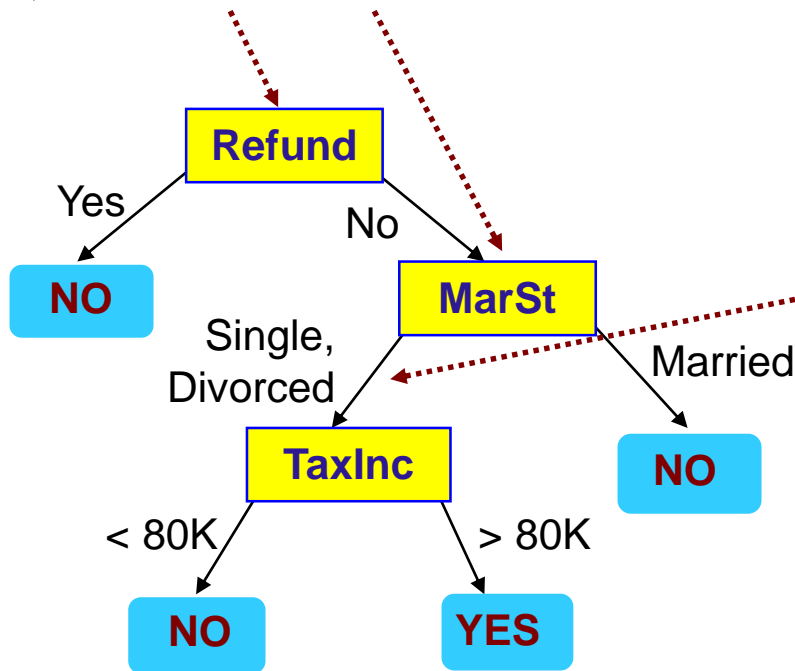 Refund
Yes
No
NO
MarSt
Single,
Divorced
Married
TaxInc
NO
< 80K
> 80K
NO
YES